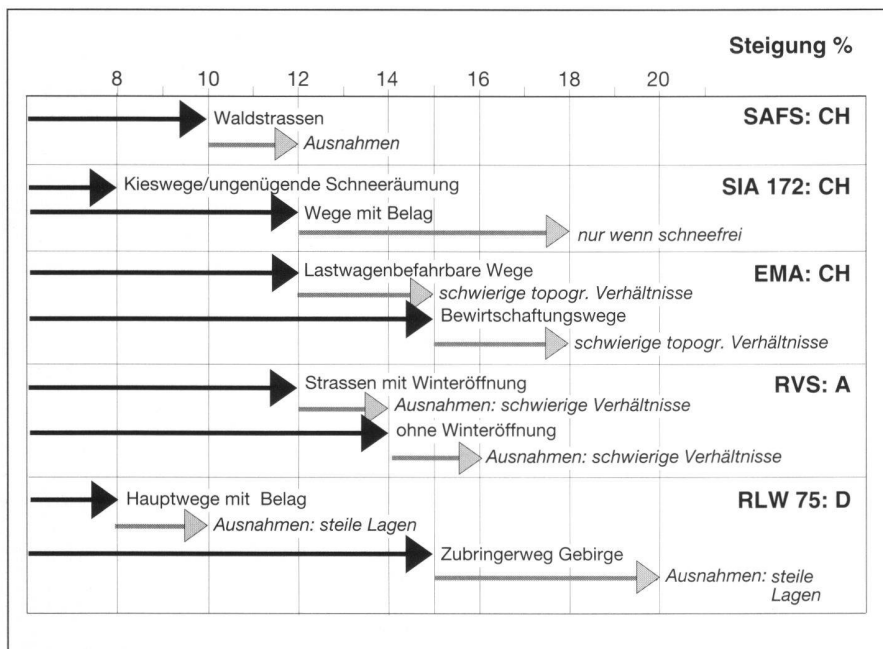 Steigung %
8 10 12 14 16 18 20
Waldstrassen
SAFS: CH
Ausnahmen
Kieswege/ungenügende Schneeräumung
SIA 172: CH
Wege mit Belag
nur wenn schneefrei
Lastwagenbefahrbare Wege
EMA: CH
schwierige topogr. Verhältnisse
Bewirtschaftungswege
schwierige topogr. Verhältnisse
Strassen mit Winteröffnung
RVS: A
Ausnahmen: schwierige Verhältnisse
ohne Winteröffnung
Ausnahmen: schwierige Verhältnisse
Hauptwege mit Belag
RLW 75: D
Ausnahmen: steile Lagen
Zubringerweg Gebirge
Ausnahmen: steile
Lagen